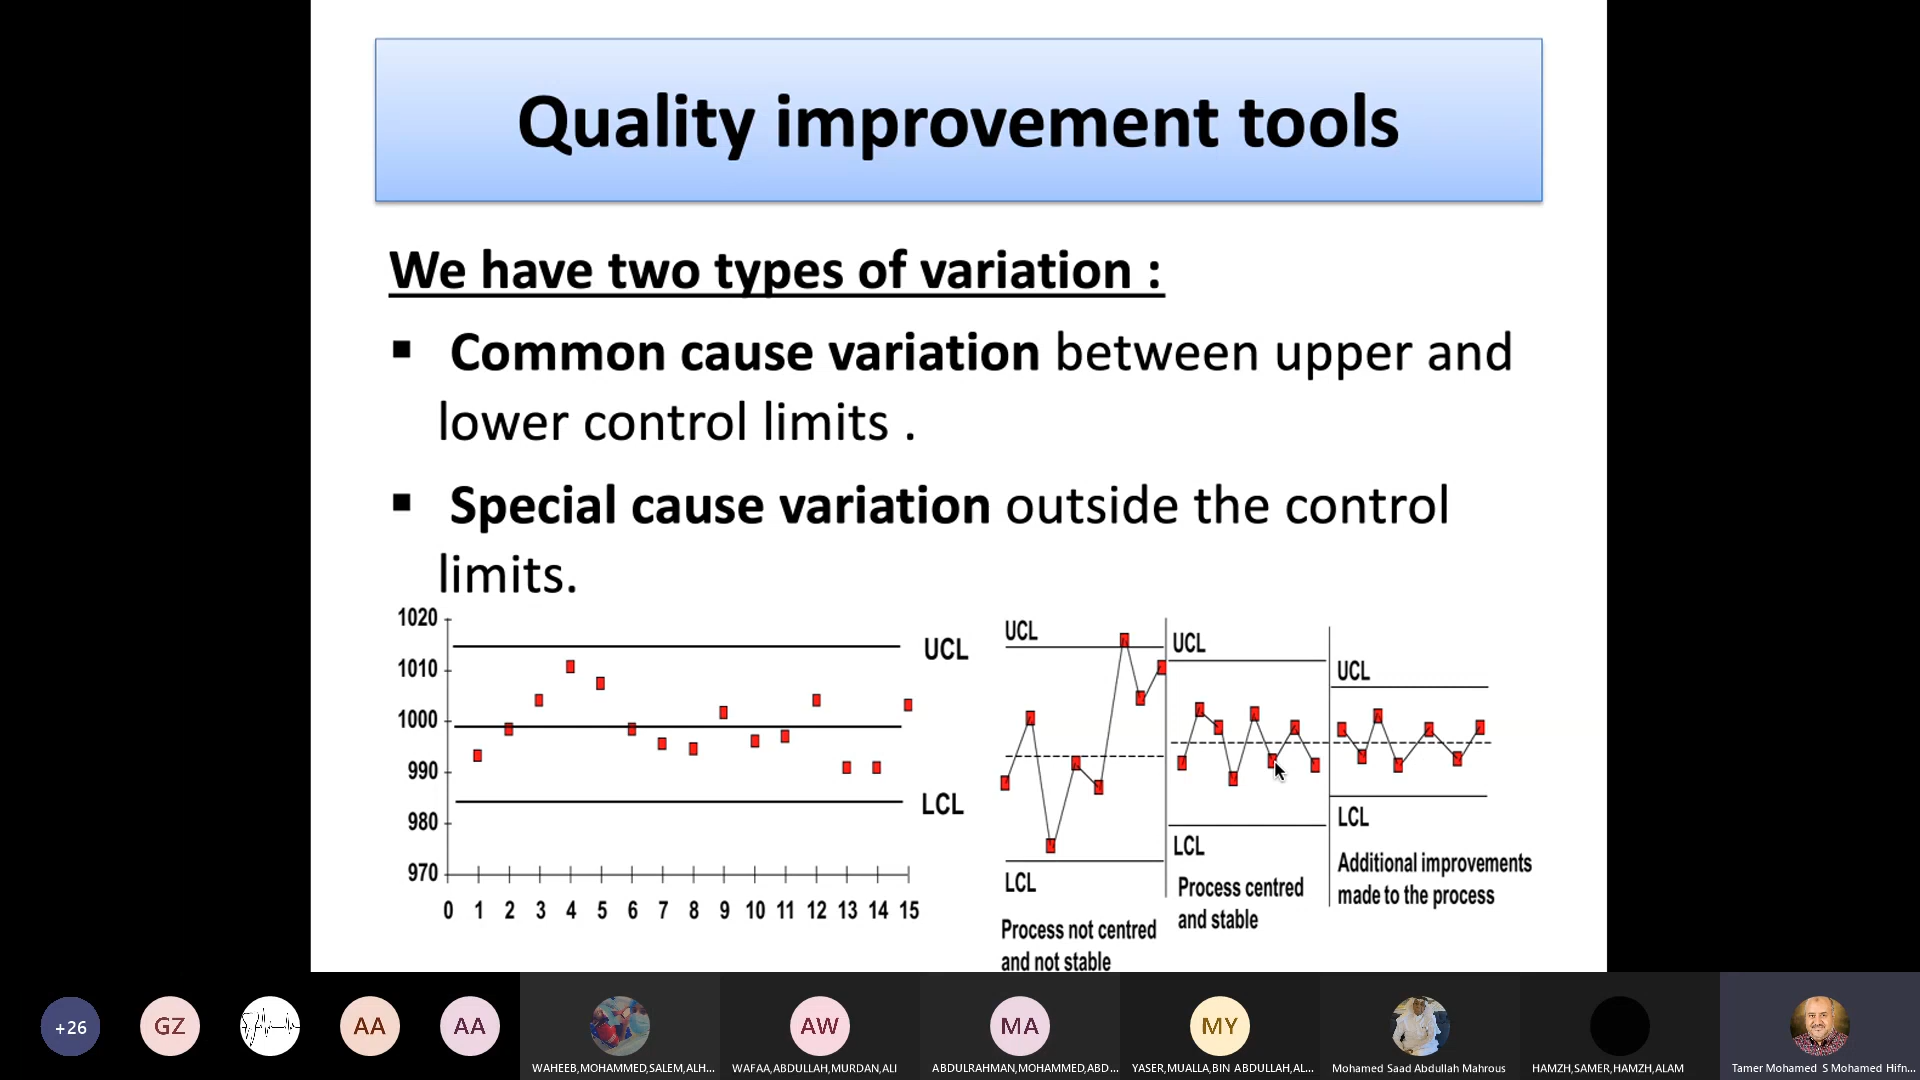 Quality improvement tools
We have two types of variation :
▪ Common cause variation between upper and
lower control limits .
▪ Special cause variation outside the control
limits.
1020
1010
1000
990
980
970
0 1 2 3 4 5 6 7 8 9 10 11 12 13 14 15
UCL
LCL
UCL
LCL
Process not centred
and not stable
UCL
LCL
Process centred
and stable
UCL
LCL
Additional improvements
made to the process
+26
GZ
AA
AA
WAHEEB,MOHAMMED,SALEM,ALH...
AW
WAFAA,ABDULLAH,MURDAN,ALI
MA
ABDULRAHMAN,MOHAMMED,ABD...
MY
YASER,MUALLA,BIN ABDULLAH,AL...
Mohamed Saad Abdullah Mahrous
HAMZH,SAMER,HAMZH,ALAM
Tamer Mohamed S Mohamed Hifn...